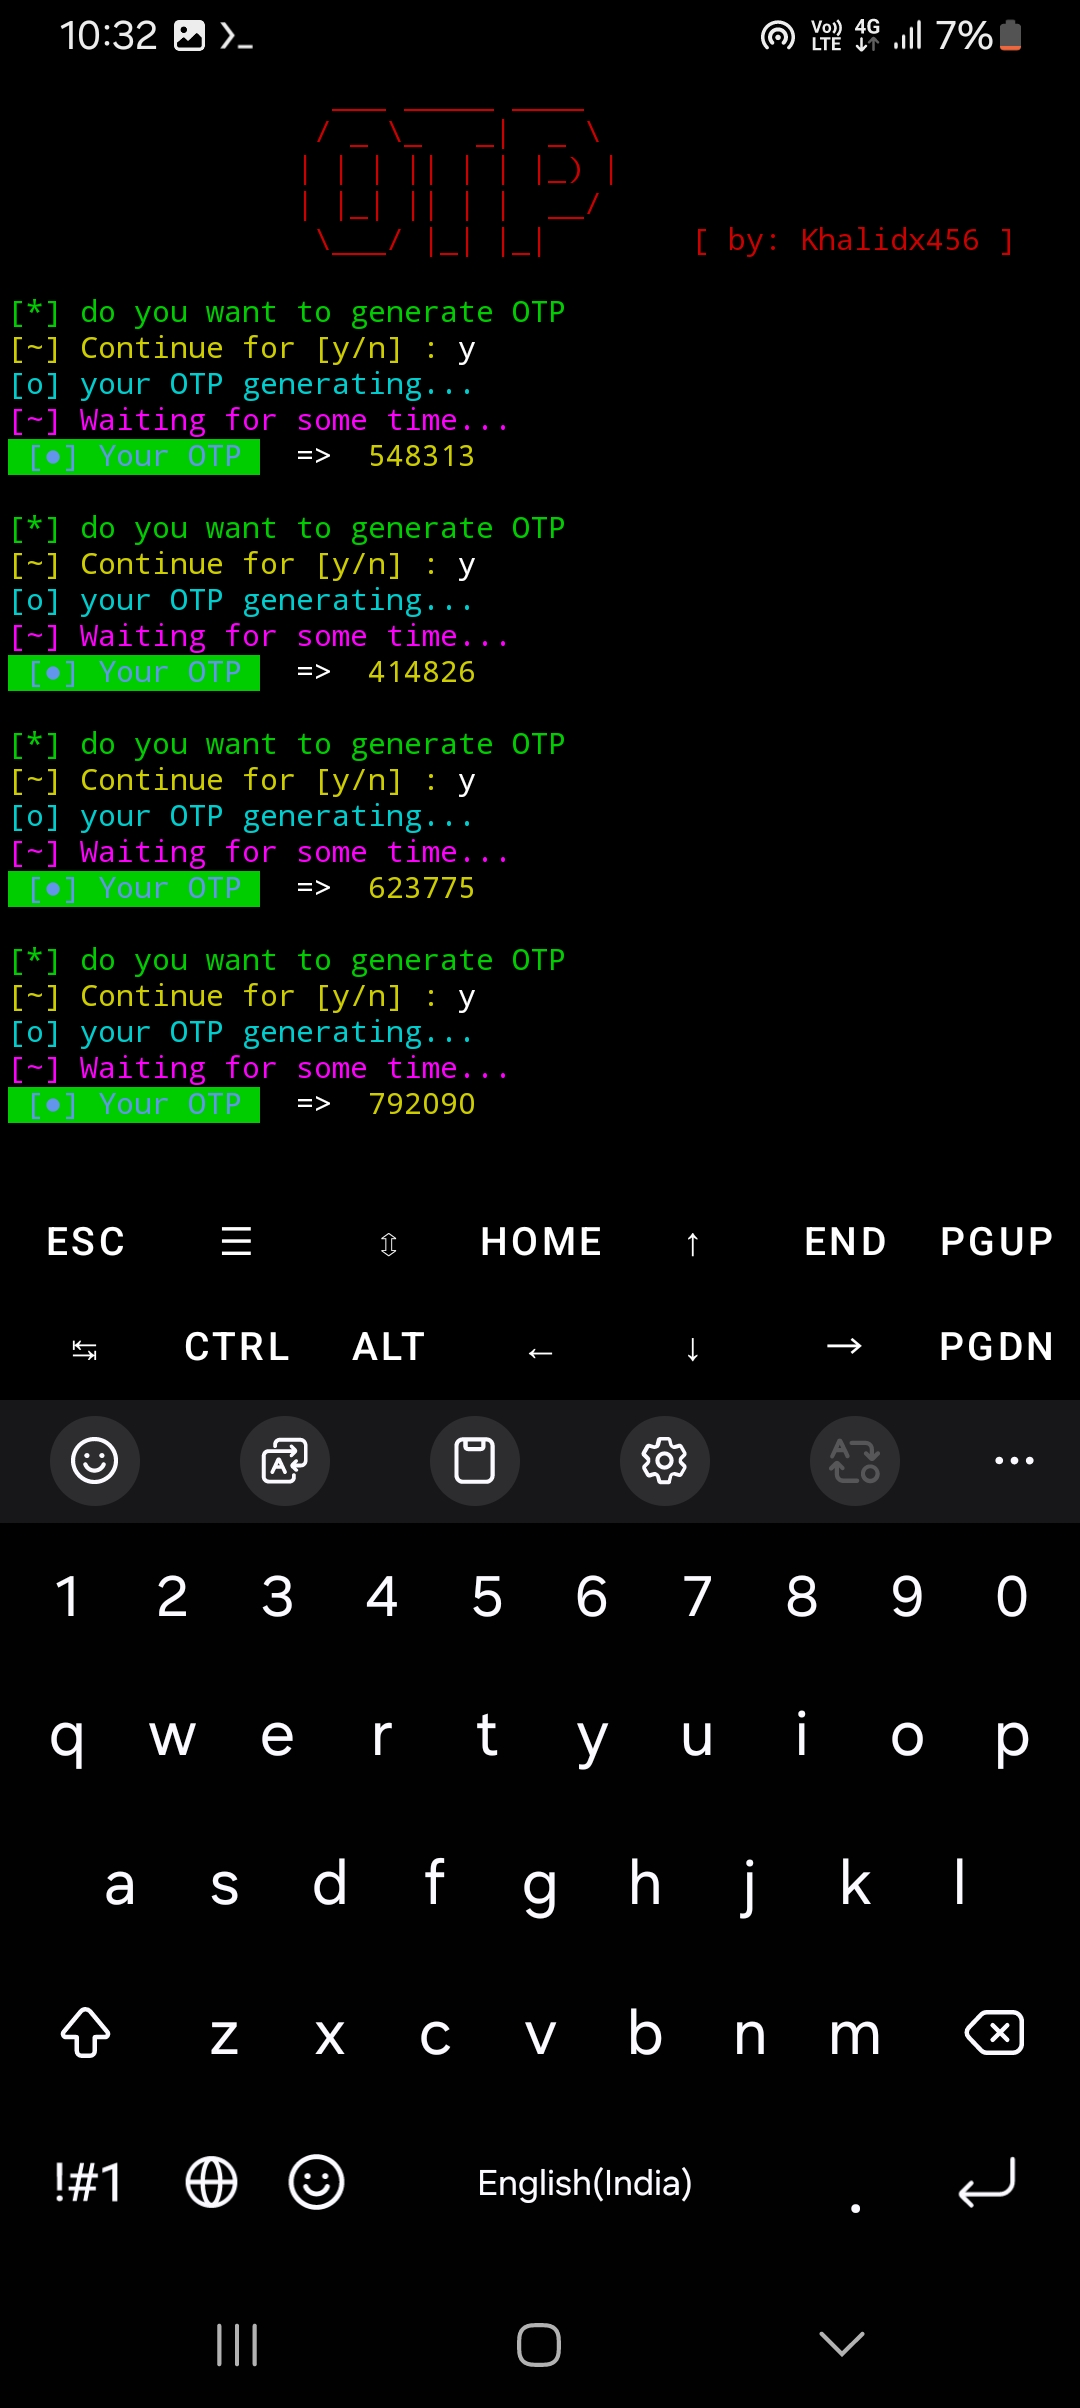 10:32 Vo)) LTE 4G 7%
OTP
[ by: Khalidx456 ]
[*] do you want to generate OTP
[~] Continue for [y/n] : y
[o] your OTP generating...
[~] Waiting for some time...
[●] Your OTP => 548313
[*] do you want to generate OTP
[~] Continue for [y/n] : y
[o] your OTP generating...
[~] Waiting for some time...
[●] Your OTP => 414826
[*] do you want to generate OTP
[~] Continue for [y/n] : y
[o] your OTP generating...
[~] Waiting for some time...
[●] Your OTP => 623775
[*] do you want to generate OTP
[~] Continue for [y/n] : y
[o] your OTP generating...
[~] Waiting for some time...
[●] Your OTP => 792090
ESC ☰ ⇳ HOME ↑ END PGUP
↹ CTRL ALT ← ↓ → PGDN
1 2 3 4 5 6 7 8 9 0
q w e r t y u i o p
a s d f g h j k l
z x c v b n m
!#1 English(India) .